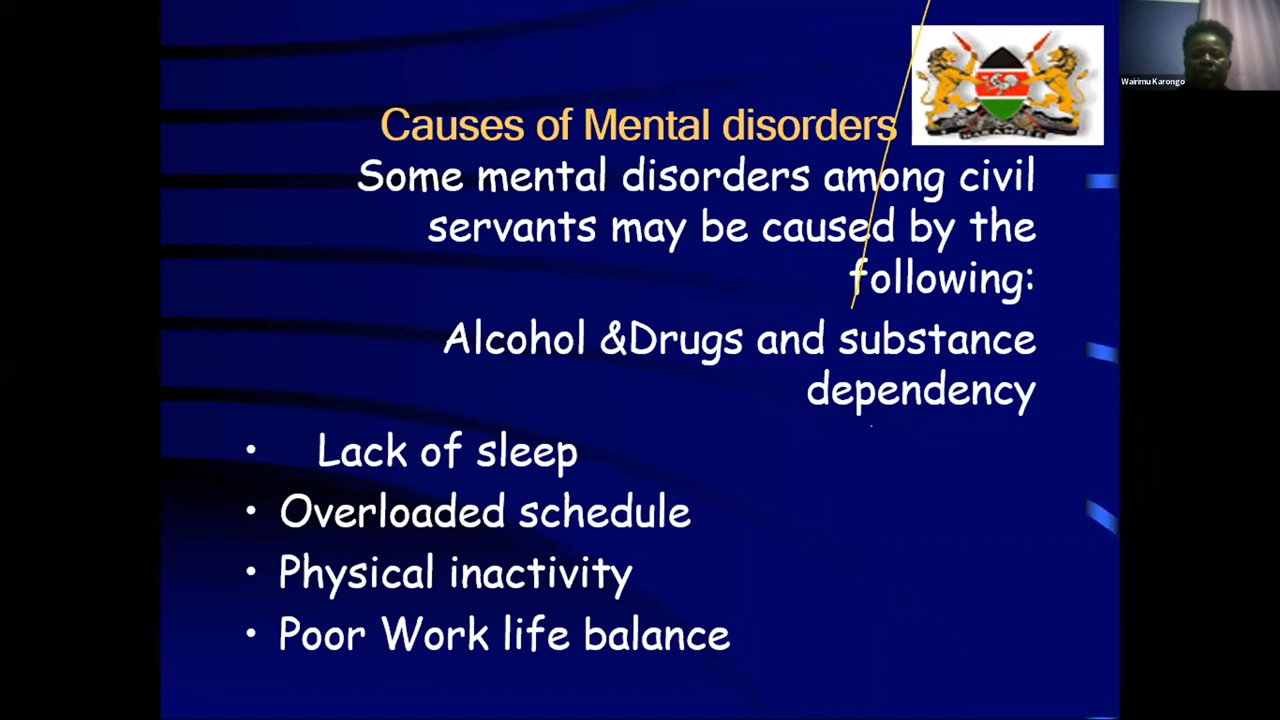 Causes of Mental disorders
Some mental disorders among civil
servants may be caused by the
following:
Alcohol &Drugs and substance
dependency
• Lack of sleep
• Overloaded schedule
• Physical inactivity
• Poor Work life balance
Wairimu Karongo